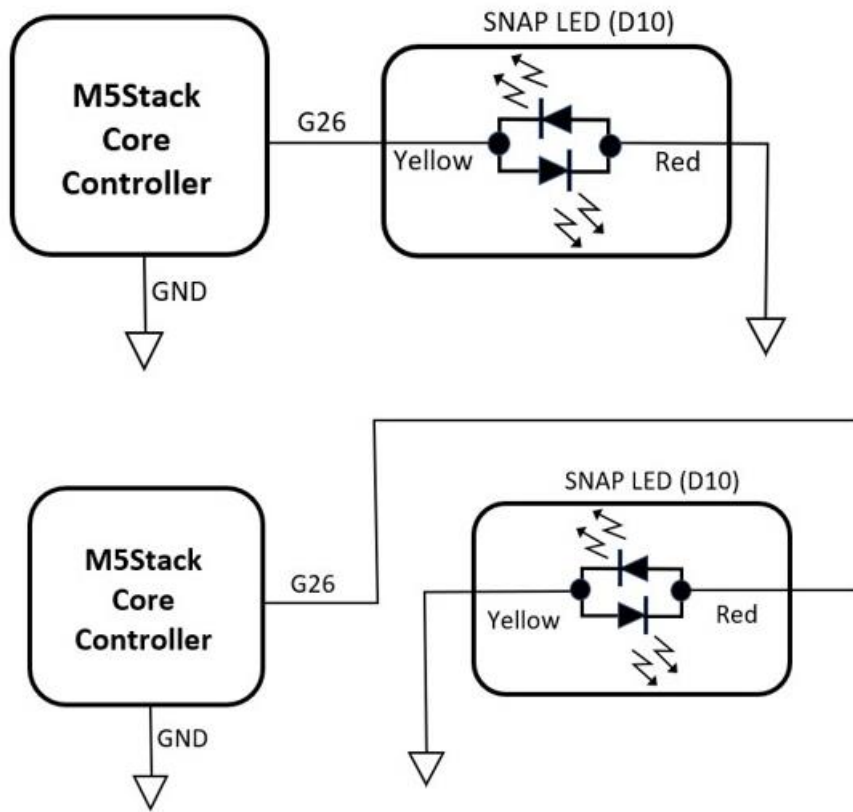 SNAP LED (D10)
M5Stack
Core
Controller
G26
Yellow
Red
GND
SNAP LED (D10)
M5Stack
Core
Controller
G26
Yellow
Red
GND